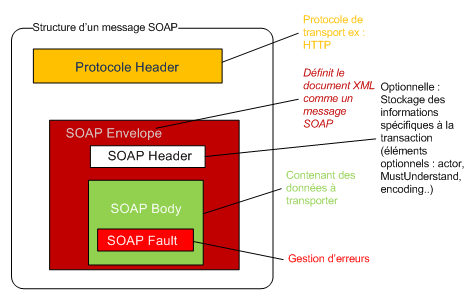 Structure d'un message SOAP
Protocole de
transport ex :
HTTP
Protocole Header
Définit le
document XML
comme un
message
SOAP
Optionnelle :
Stockage des
informations
spécifiques à la
transaction
(éléments
optionnels : actor,
MustUnderstand,
encoding..)
SOAP Envelope
SOAP Header
Contenant des
données à
transporter
SOAP Body
SOAP Fault
Gestion d'erreurs